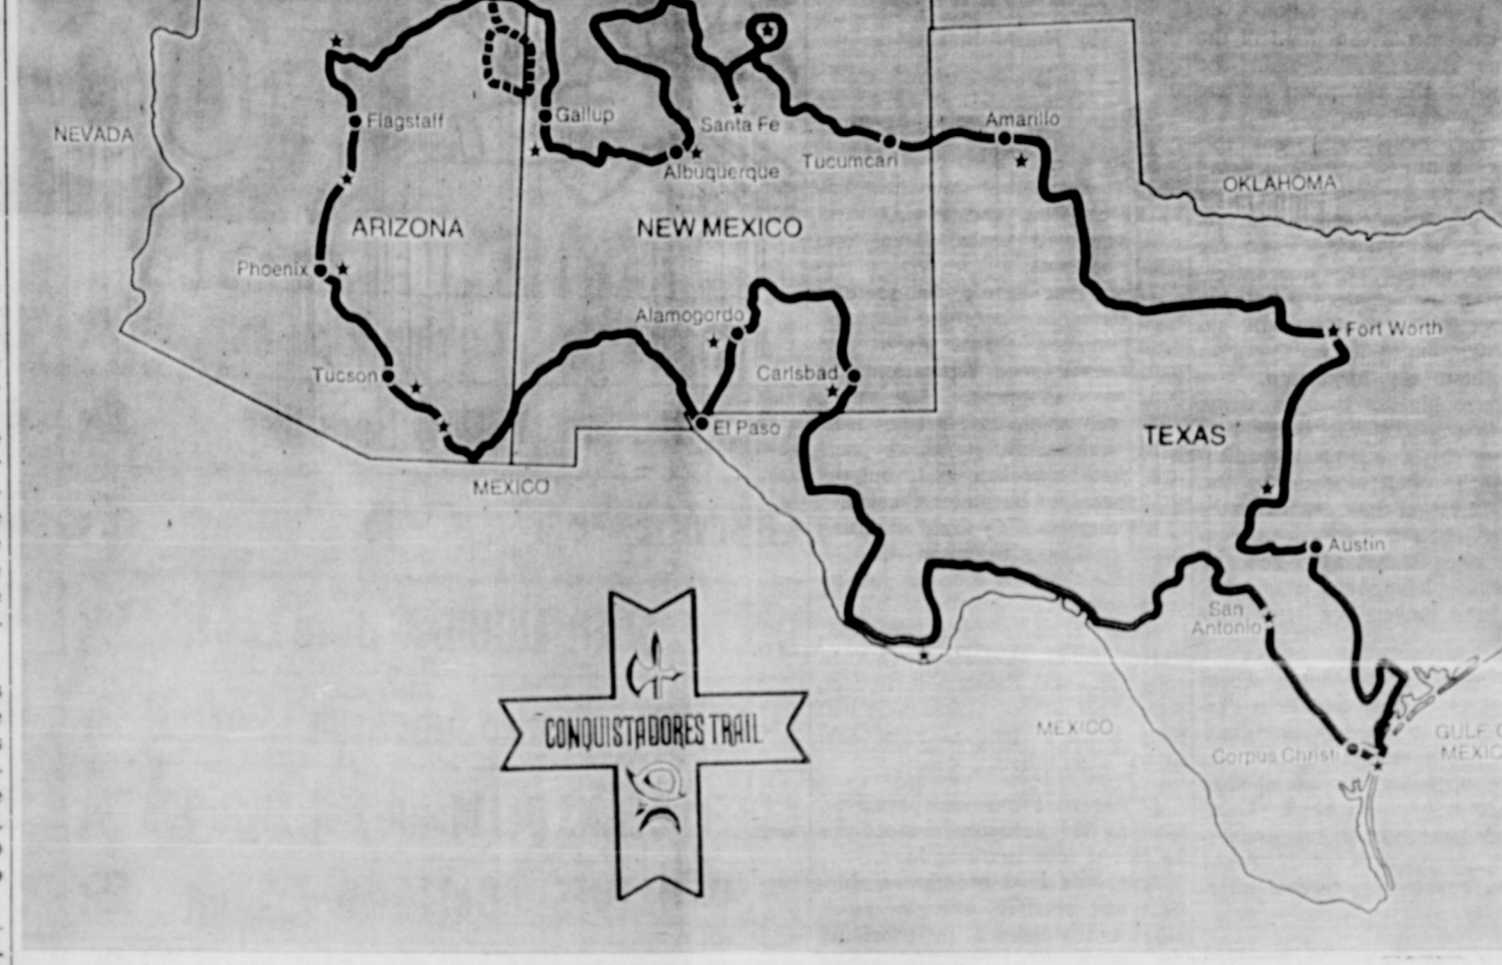 Amarillo
Flagstaff
Gallup
Santa Fe
NEVADA
Tucumcari
Albuquerque
OKLAHOMA
ARIZONA
NEW MEXICO
Phoenix
Alamogordo
Fort Worth
Tucson
Carlsbad
El Paso
TEXAS
MEXICO
Austin
San
Antonio
CONQUISTADORES TRAIL
MEXICO
GULF
Corpus Christi